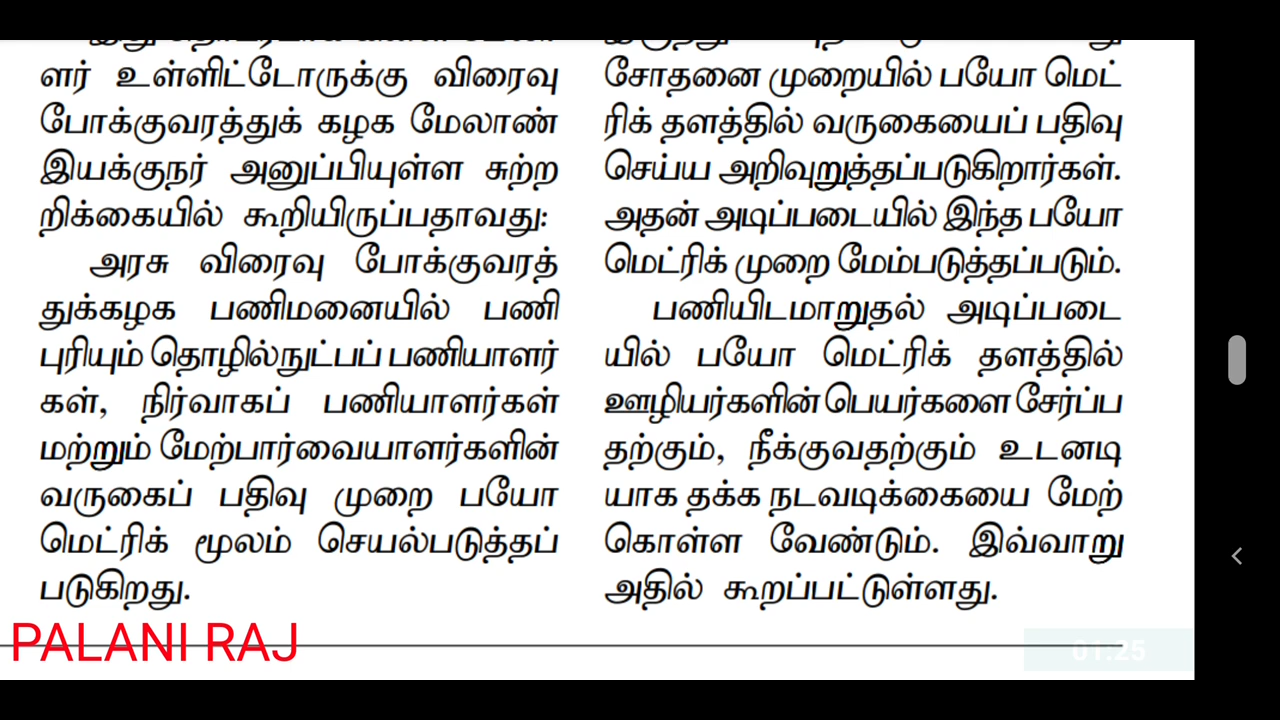 ளர் உள்ளிட்டோருக்கு விரைவு
போக்குவரத்துக் கழக மேலாண்
இயக்குநர் அனுப்பியுள்ள சுற்ற
றிக்கையில் கூறியிருப்பதாவது:
அரசு விரைவு போக்குவரத்
துக்கழக பணிமனையில் பணி
புரியும் தொழில்நுட்பப் பணியாளர்
கள், நிர்வாகப் பணியாளர்கள்
மற்றும் மேற்பார்வையாளர்களின்
வருகைப் பதிவு முறை பயோ
மெட்ரிக் மூலம் செயல்படுத்தப்
படுகிறது.
சோதனை முறையில் பயோ மெட்
ரிக் தளத்தில் வருகையைப் பதிவு
செய்ய அறிவுறுத்தப்படுகிறார்கள்.
அதன் அடிப்படையில் இந்த பயோ
மெட்ரிக் முறை மேம்படுத்தப்படும்.
பணியிடமாறுதல் அடிப்படை
யில் பயோ மெட்ரிக் தளத்தில்
ஊழியர்களின் பெயர்களை சேர்ப்ப
தற்கும், நீக்குவதற்கும் உடனடி
யாக தக்க நடவடிக்கையை மேற்
கொள்ள வேண்டும். இவ்வாறு
அதில் கூறப்பட்டுள்ளது.
PALANI RAJ
01:25